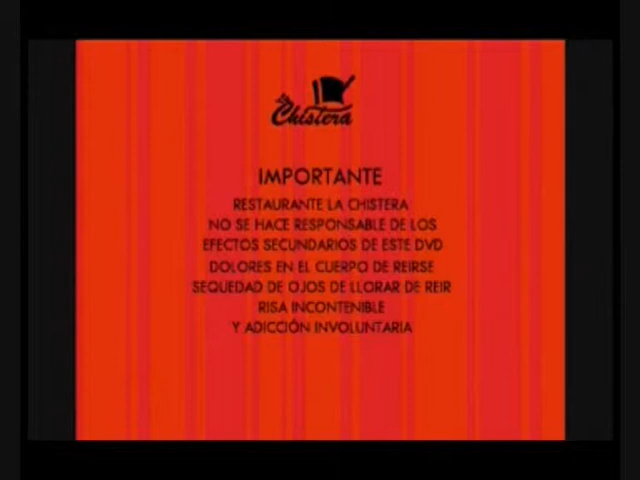 La
Chistera
IMPORTANTE
RESTAURANTE LA CHISTERA
NO SE HACE RESPONSABLE DE LOS
EFECTOS SECUNDARIOS DE ESTE DVD
DOLORES EN EL CUERPO DE REIRSE
SEQUEDAD DE OJOS DE LLORAR DE REIR
RISA INCONTENIBLE
Y ADICCIÓN INVOLUNTARIA